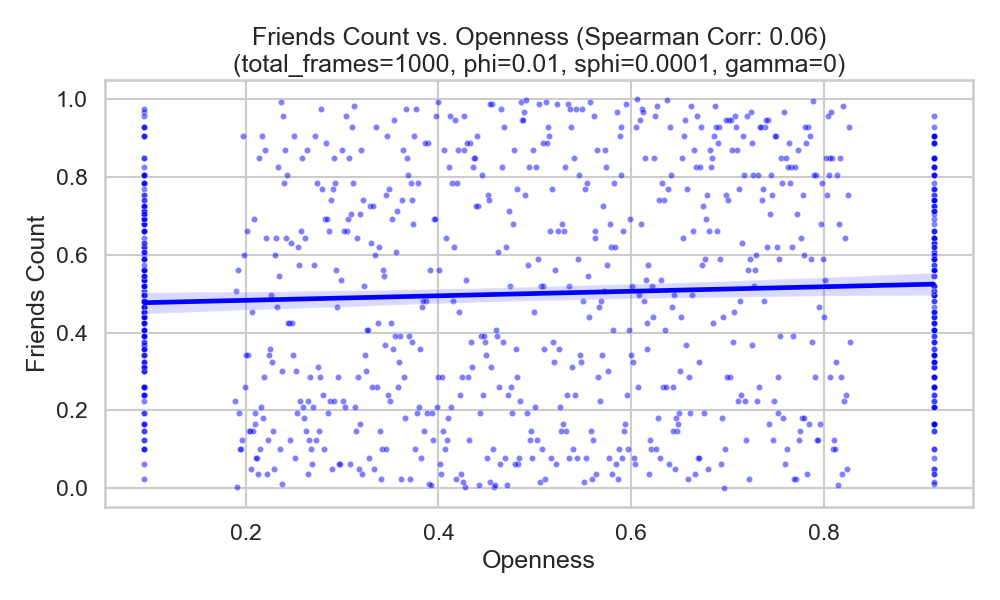 Friends Count vs. Openness (Spearman Corr: 0.06)
(total_frames=1000, phi=0.01, sphi=0.0001, gamma=0)
Friends Count
1.0
0.8
0.6
0.4
0.2
0.0
0.2 0.4 0.6 0.8
Openness